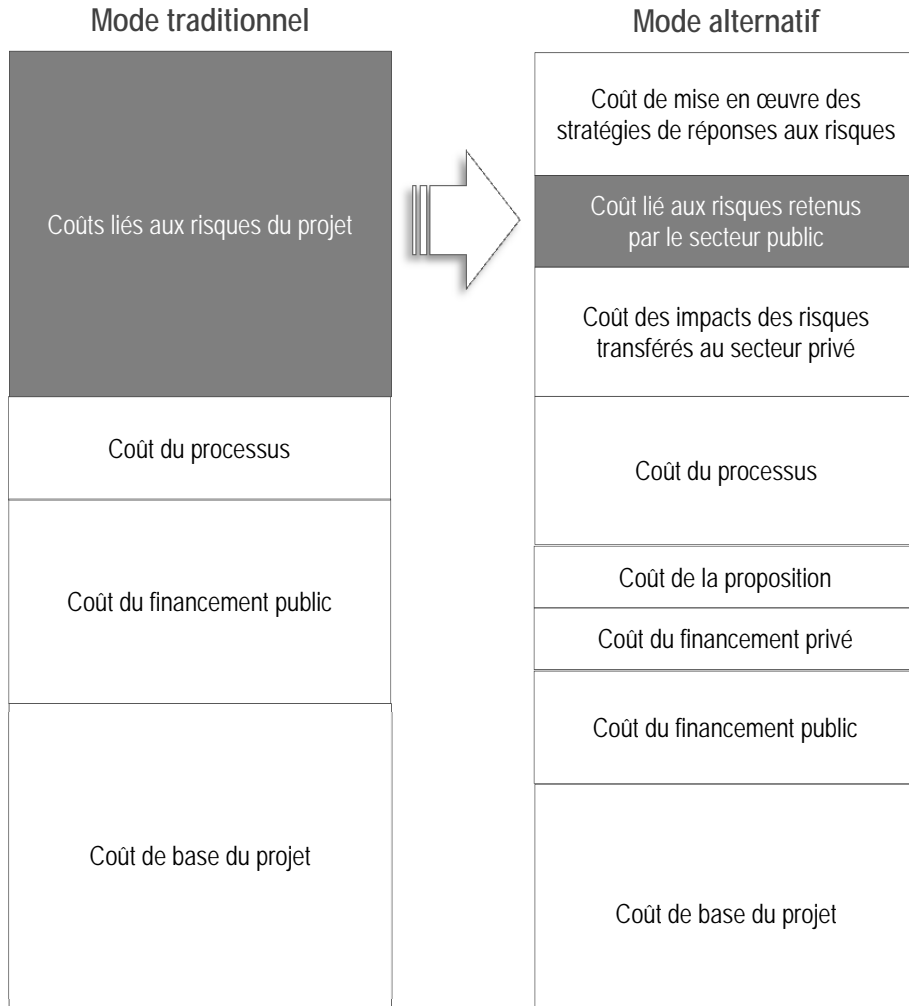 Mode traditionnel
Coûts liés aux risques du projet
Coût du processus
Coût du financement public
Coût de base du projet
Mode alternatif
Coût de mise en œuvre des
stratégies de réponses aux risques
Coût lié aux risques retenus
par le secteur public
Coût des impacts des risques
transférés au secteur privé
Coût du processus
Coût de la proposition
Coût du financement privé
Coût du financement public
Coût de base du projet